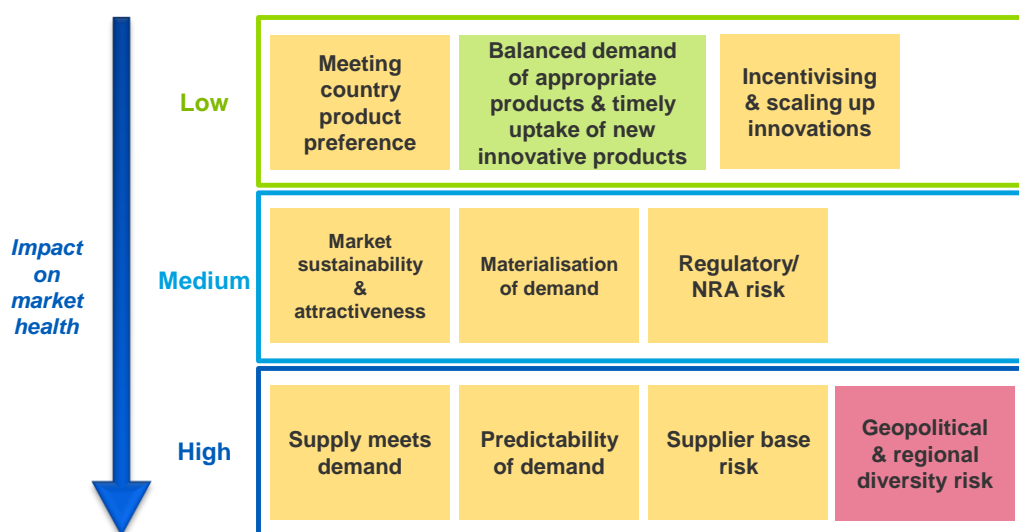 Low
Meeting
country
product
preference
Balanced demand
of appropriate
products & timely
uptake of new
innovative products
Incentivising
& scaling up
innovations
Impact
on
market
health
Medium
Market
sustainability
&
attractiveness
Materialisation
of demand
Regulatory/
NRA risk
High
Supply meets
demand
Predictability
of demand
Supplier base
risk
Geopolitical
& regional
diversity risk